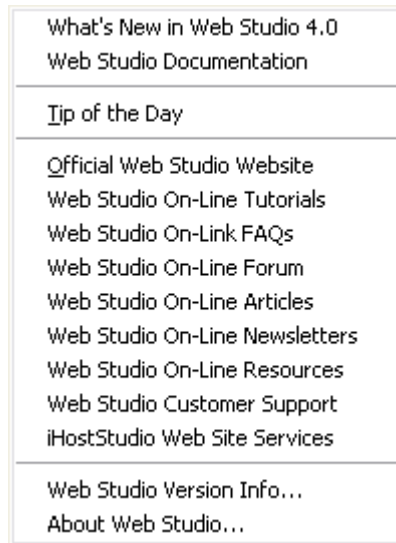 What's New in Web Studio 4.0
Web Studio Documentation
Tip of the Day
Official Web Studio Website
Web Studio On-Line Tutorials
Web Studio On-Link FAQs
Web Studio On-Line Forum
Web Studio On-Line Articles
Web Studio On-Line Newsletters
Web Studio On-Line Resources
Web Studio Customer Support
iHostStudio Web Site Services
Web Studio Version Info...
About Web Studio...